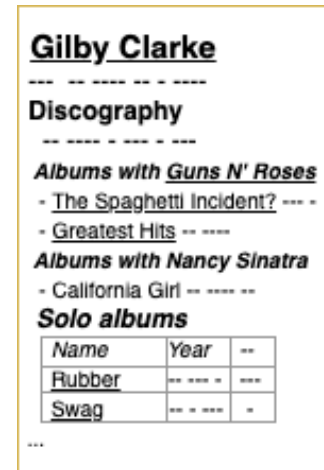 Gilby Clarke
--- -- ---- -- - ----
Discography
-- ---- - --- - ---
Albums with Guns N' Roses
- The Spaghetti Incident? --- -
- Greatest Hits -- ----
Albums with Nancy Sinatra
- California Girl -- ---- --
Solo albums
Name Year --
Rubber -- --- - ---
Swag -- - --- -
...